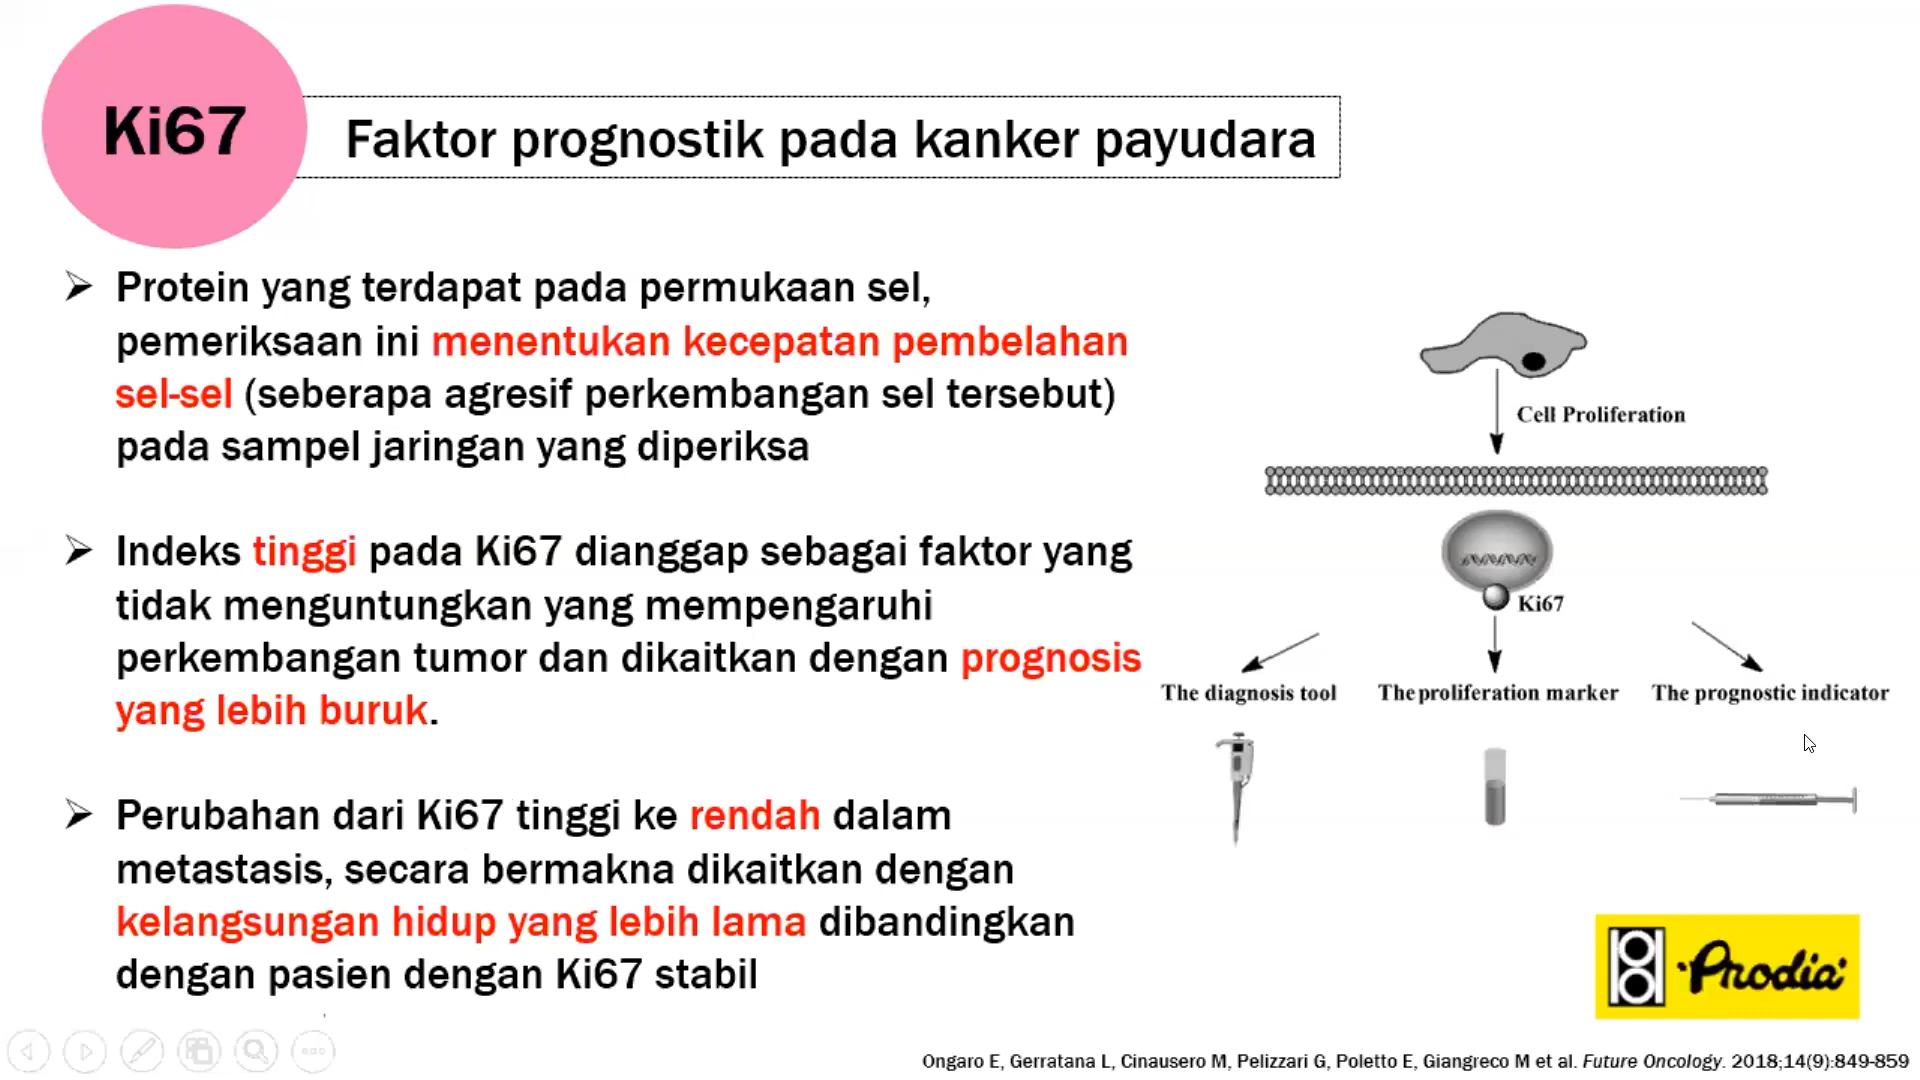 Ki67
Faktor prognostik pada kanker payudara
Protein yang terdapat pada permukaan sel,
pemeriksaan ini menentukan kecepatan pembelahan
sel-sel (seberapa agresif perkembangan sel tersebut)
pada sampel jaringan yang diperiksa
Indeks tinggi pada Ki67 dianggap sebagai faktor yang
tidak menguntungkan yang mempengaruhi
perkembangan tumor dan dikaitkan dengan prognosis
yang lebih buruk.
Perubahan dari Ki67 tinggi ke rendah dalam
metastasis, secara bermakna dikaitkan dengan
kelangsungan hidup yang lebih lama dibandingkan
dengan pasien dengan Ki67 stabil
Cell Proliferation
Ki67
The diagnosis tool
The proliferation marker
The prognostic indicator
Prodia
Ongaro E, Gerratana L, Cinausero M, Pelizzari G, Poletto E, Giangreco M et al. Future Oncology. 2018;14(9):849-859